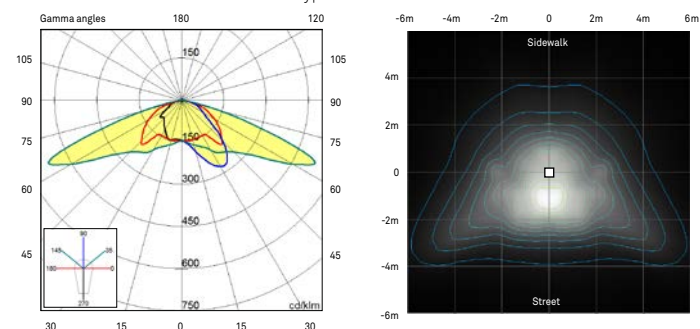 Gamma angles 180 120
105 105
90 90
75 75
60 60
45 45
30 15 0 15 30
150
150
300
450
600
750
cd/klm
90
145 35
180 0
270
-6m -4m -2m 0 2m 4m 6m
Sidewalk
4m
2m
0
-2m
-4m
-6m
Street